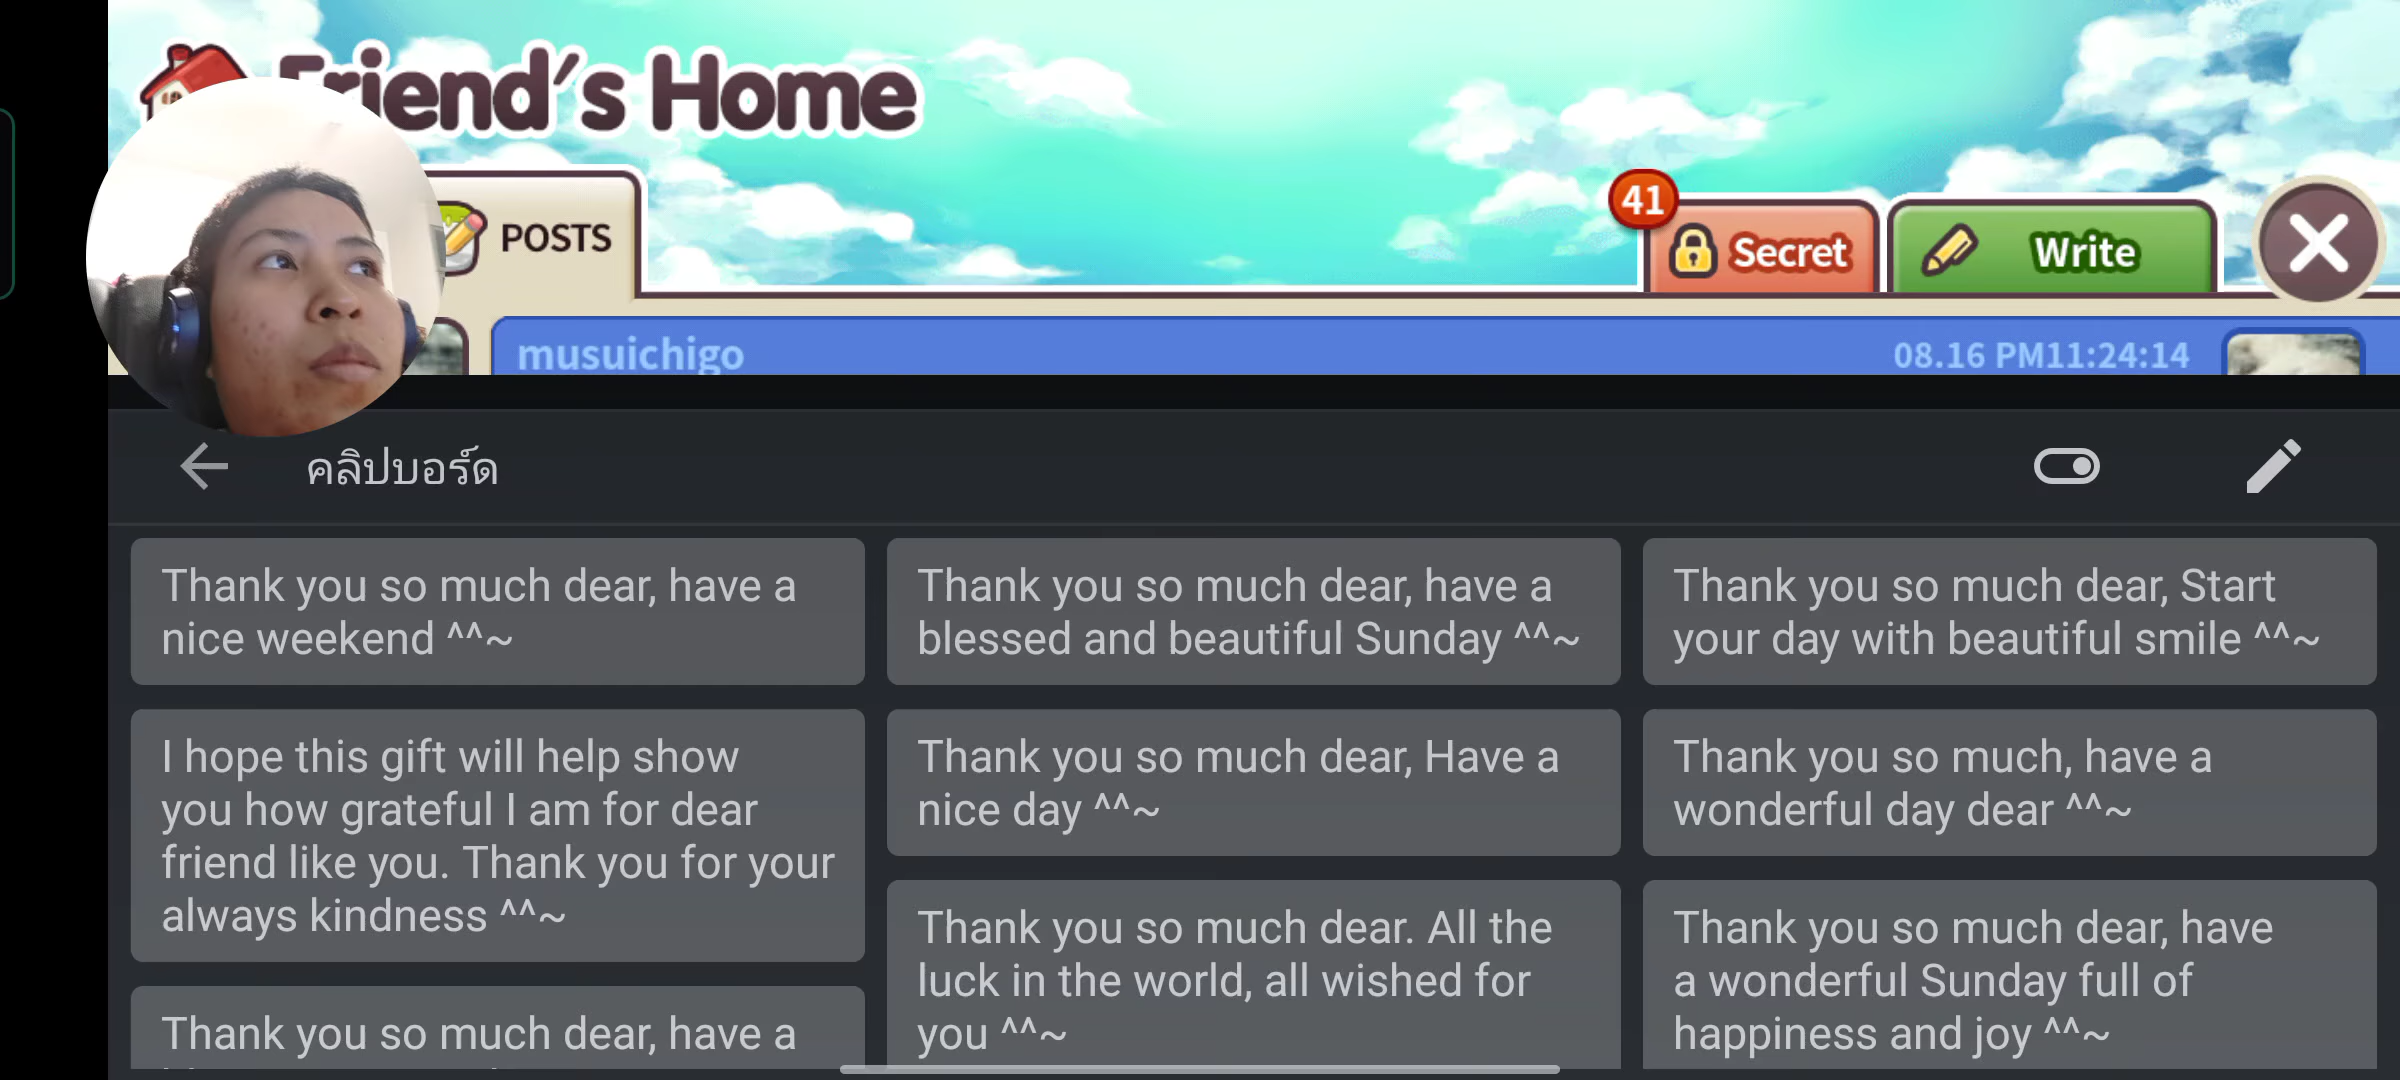 Friend's Home
POSTS
41
Secret
Write
musuichigo
08.16 PM11:24:14
คลิปบอร์ด
Thank you so much dear, have a
nice weekend ^^~
Thank you so much dear, have a
blessed and beautiful Sunday ^^~
Thank you so much dear, Start
your day with beautiful smile ^^~
I hope this gift will help show
you how grateful I am for dear
friend like you. Thank you for your
always kindness ^^~
Thank you so much dear, Have a
nice day ^^~
Thank you so much, have a
wonderful day dear ^^~
Thank you so much dear. All the
luck in the world, all wished for
you ^^~
Thank you so much dear, have
a wonderful Sunday full of
happiness and joy ^^~
Thank you so much dear, have a